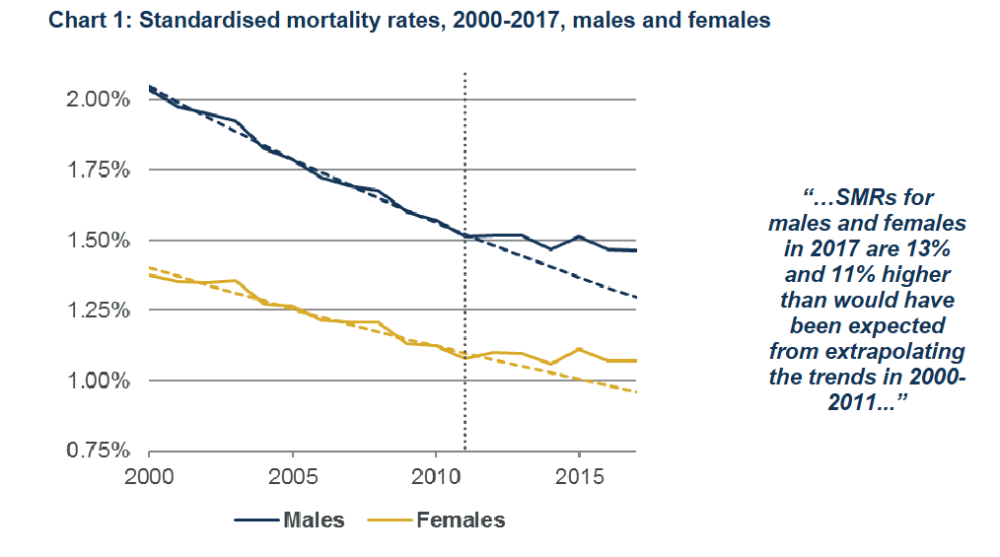 Chart 1: Standardised mortality rates, 2000-2017, males and females
2.00%
1.75%
1.50%
1.25%
1.00%
0.75%
2000 2005 2010 2015
Males Females
“…SMRs for
males and females
in 2017 are 13%
and 11% higher
than would have
been expected
from extrapolating
the trends in 2000-
2011...”